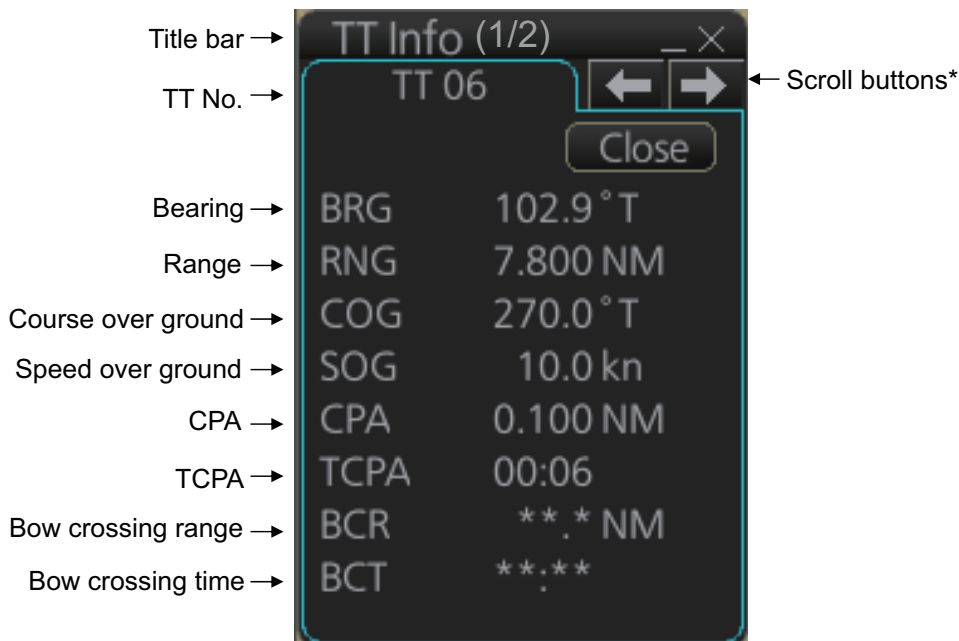 Title bar TT Info (1/2)
TT No. TT 06 Scroll buttons*
Close
Bearing BRG 102.9°T
Range RNG 7.800 NM
Course over ground COG 270.0°T
Speed over ground SOG 10.0 kn
CPA CPA 0.100 NM
TCPA TCPA 00:06
Bow crossing range BCR **.* NM
Bow crossing time BCT **:**